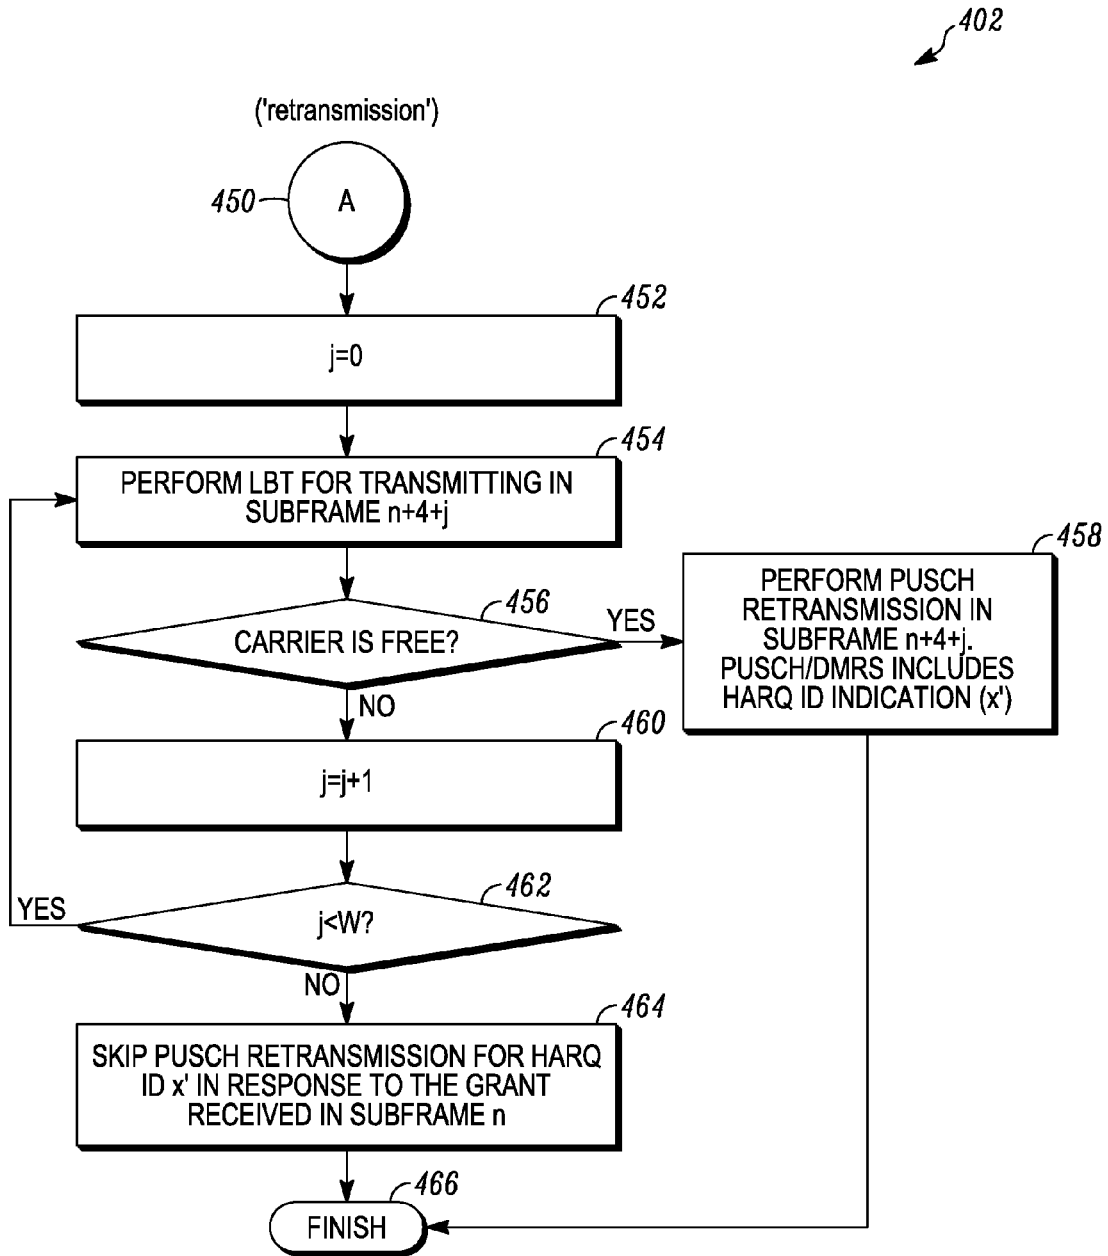 402
('retransmission')
450
A
452
j=0
454
PERFORM LBT FOR TRANSMITTING IN
SUBFRAME n+4+j
456
CARRIER IS FREE?
YES
458
PERFORM PUSCH
RETRANSMISSION IN
SUBFRAME n+4+j.
PUSCH/DMRS INCLUDES
HARQ ID INDICATION (x')
NO
460
j=j+1
462
YES
j<W?
NO
464
SKIP PUSCH RETRANSMISSION FOR HARQ
ID x' IN RESPONSE TO THE GRANT
RECEIVED IN SUBFRAME n
466
FINISH